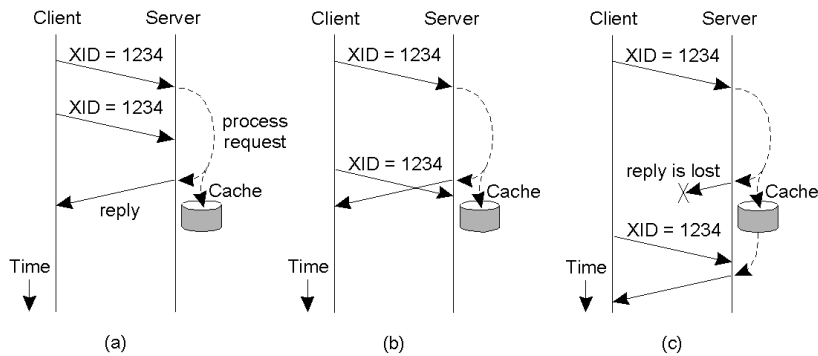 Client Server
XID = 1234
XID = 1234
process
request
Cache
reply
Time
(a)
Client Server
XID = 1234
XID = 1234
Cache
Time
(b)
Client Server
XID = 1234
reply is lost
Cache
XID = 1234
Time
(c)